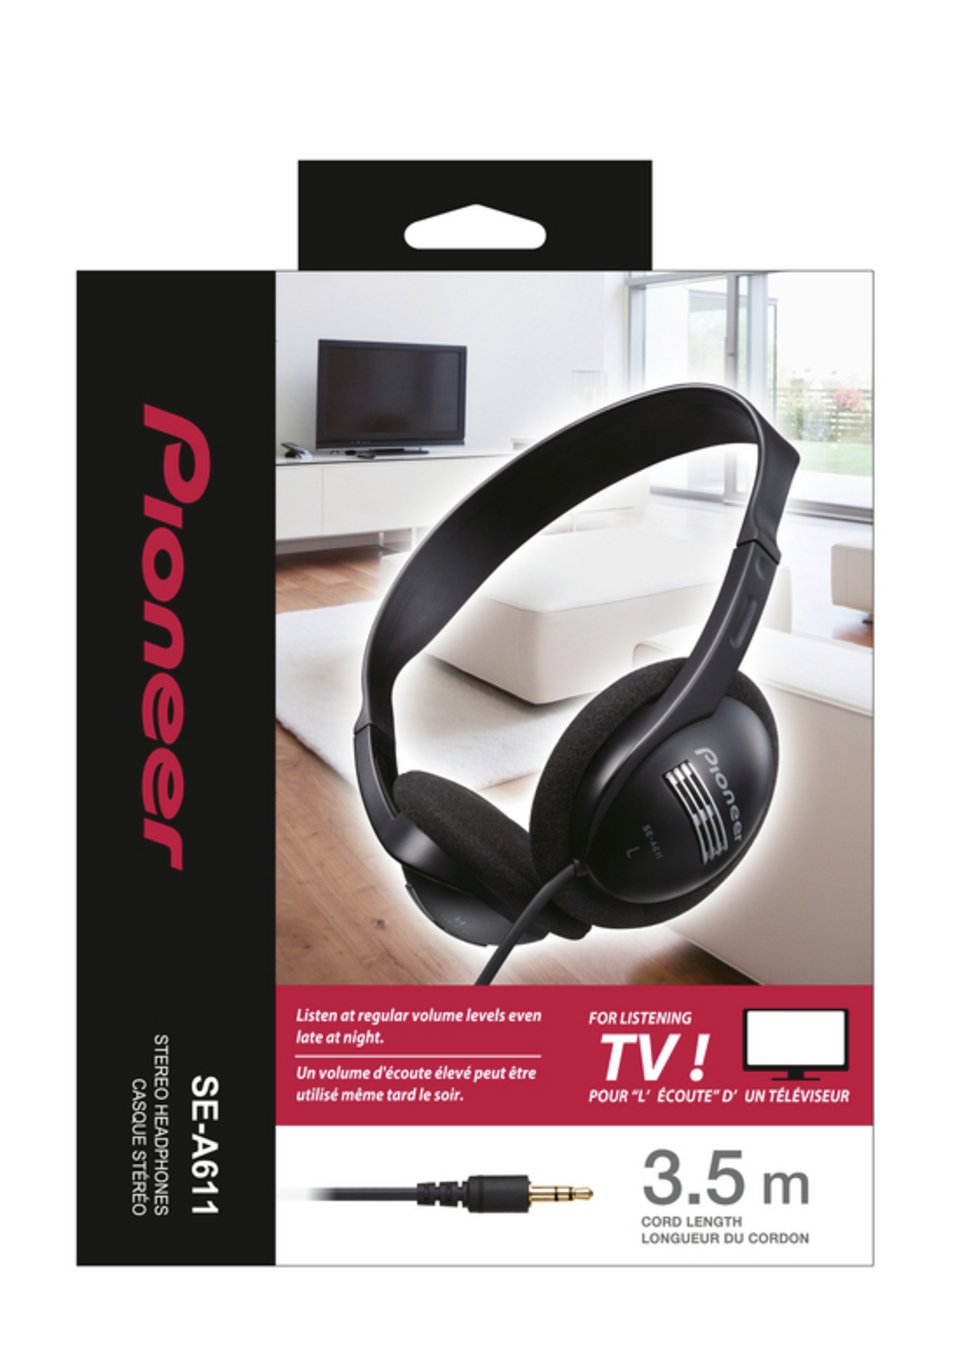 Pioneer
SE-A611
STEREO HEADPHONES
CASQUE STÉRÉO
Pioneer
SE-A611
L
Listen at regular volume levels even
late at night.
Un volume d'écoute élevé peut être
utilisé même tard le soir.
FOR LISTENING
TV !
POUR "L' ÉCOUTE" D' UN TÉLÉVISEUR
3.5 m
CORD LENGTH
LONGUEUR DU CORDON